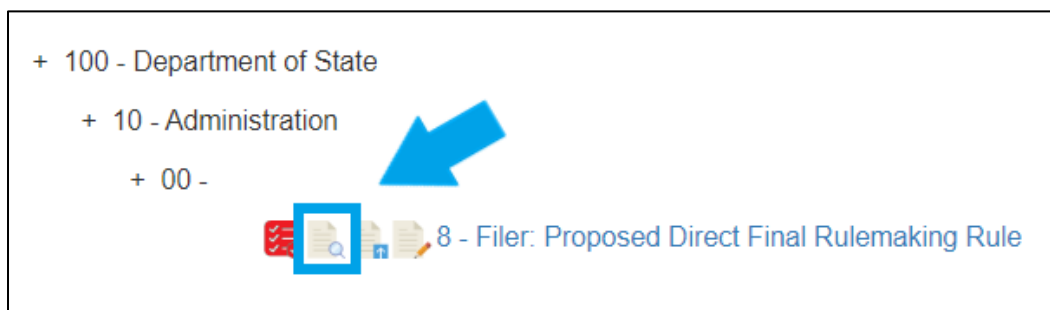 + 100 - Department of State
+ 10 - Administration
+ 00 -
8 - Filer: Proposed Direct Final Rulemaking Rule